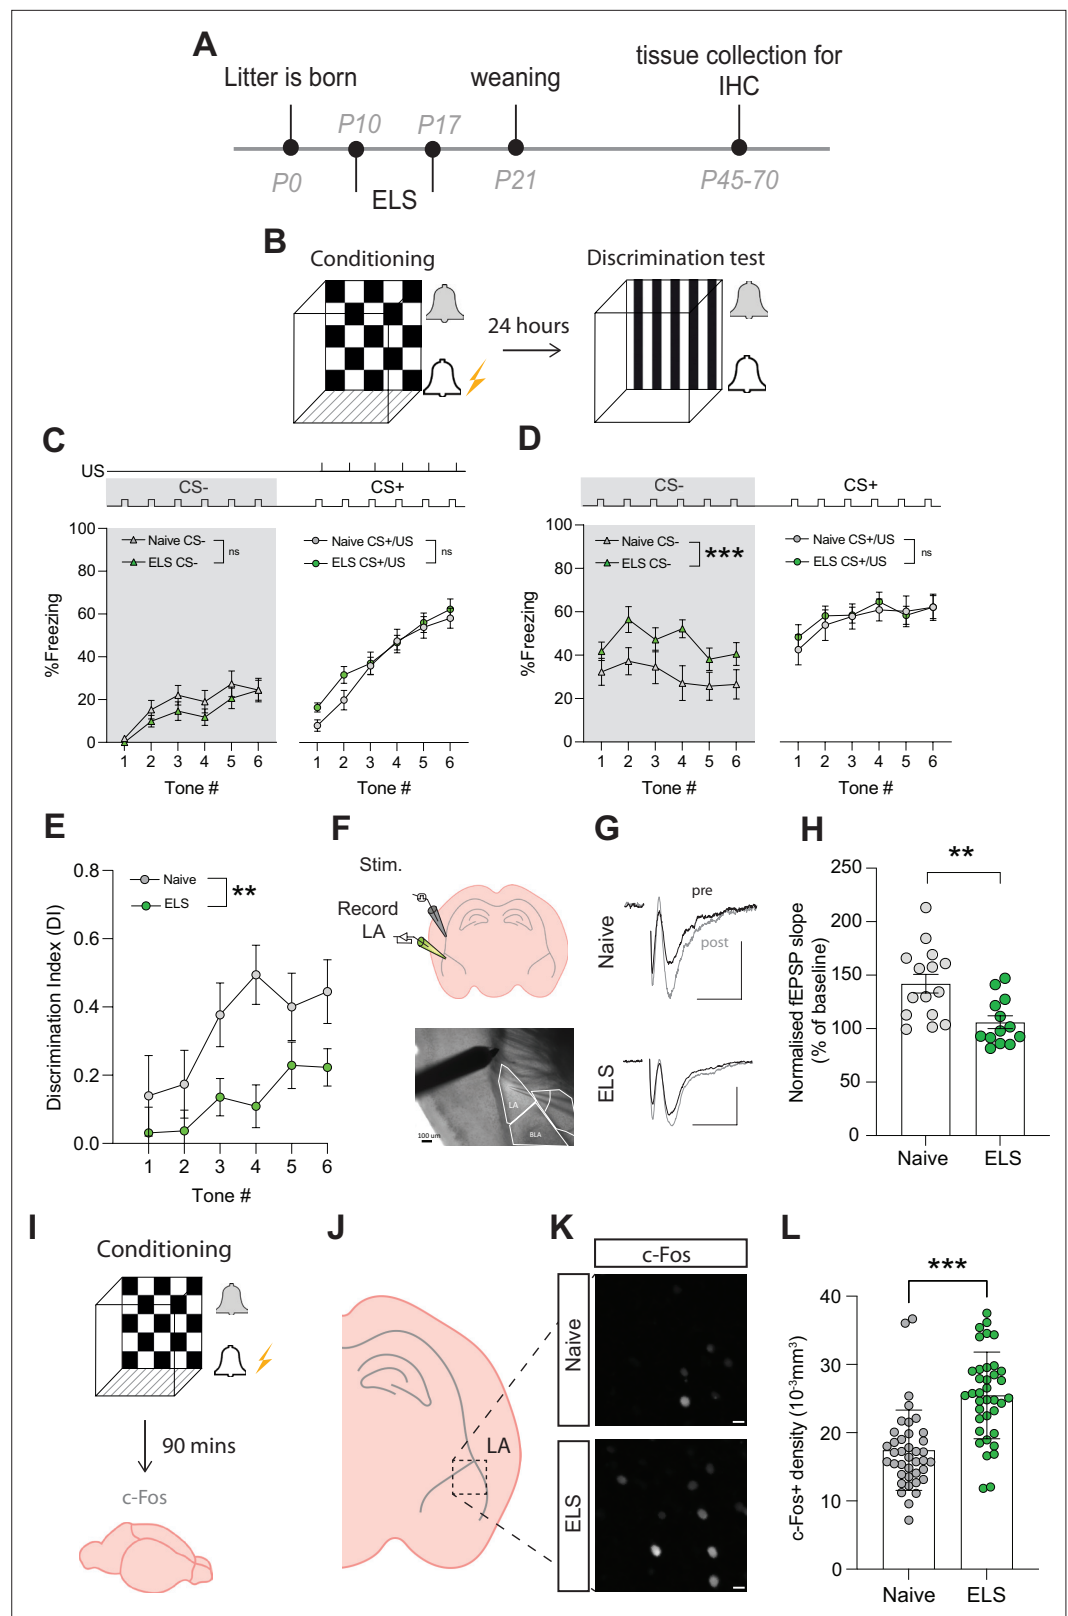 A
Litter is born
weaning
tissue collection for
IHC
P10
P17
P0
ELS
P21
P45-70
B
Conditioning
Discrimination test
24 hours
C
US
CS-
CS+
100
80
60
40
20
0
%Freezing
Naive CS-
ELS CS-
ns
Naive CS+/US
ELS CS+/US
ns
1 2 3 4 5 6
Tone #
1 2 3 4 5 6
Tone #
D
CS-
CS+
100
80
60
40
20
0
%Freezing
Naive CS-
ELS CS-
***
Naive CS+/US
ELS CS+/US
ns
1 2 3 4 5 6
Tone #
1 2 3 4 5 6
Tone #
E
0.8
0.6
0.4
0.2
0.0
Discrimination Index (DI)
Naive
ELS
**
1 2 3 4 5 6
Tone #
F
Stim.
Record
LA
LA
BLA
100 um
G
Naive
pre
post
ELS
H
**
250
200
150
100
50
0
Normalised fEPSP slope
(% of baseline)
Naive
ELS
I
Conditioning
90 mins
c-Fos
J
LA
K
c-Fos
Naive
ELS
L
***
40
30
20
10
0
c-Fos+ density (10⁻³mm³)
Naive
ELS